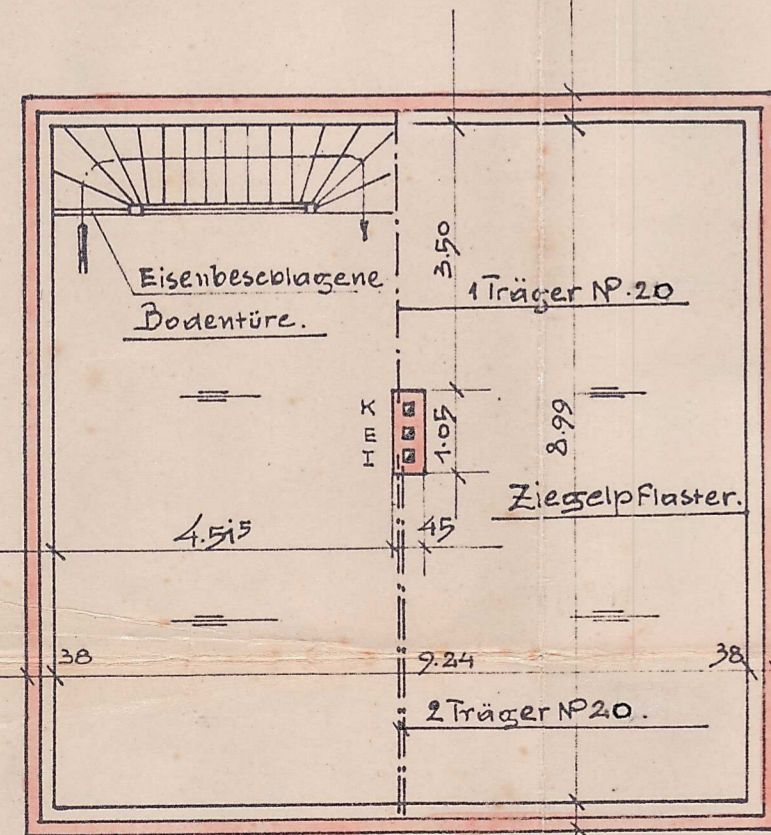 3.50
Eisenbeschlagene
Bodentüre.
1 Träger Nº. 20
K
E
I
1.05
8.99
Ziegelpflaster.
4.51⁵
45
38
9.24
38
2 Träger Nº 20.